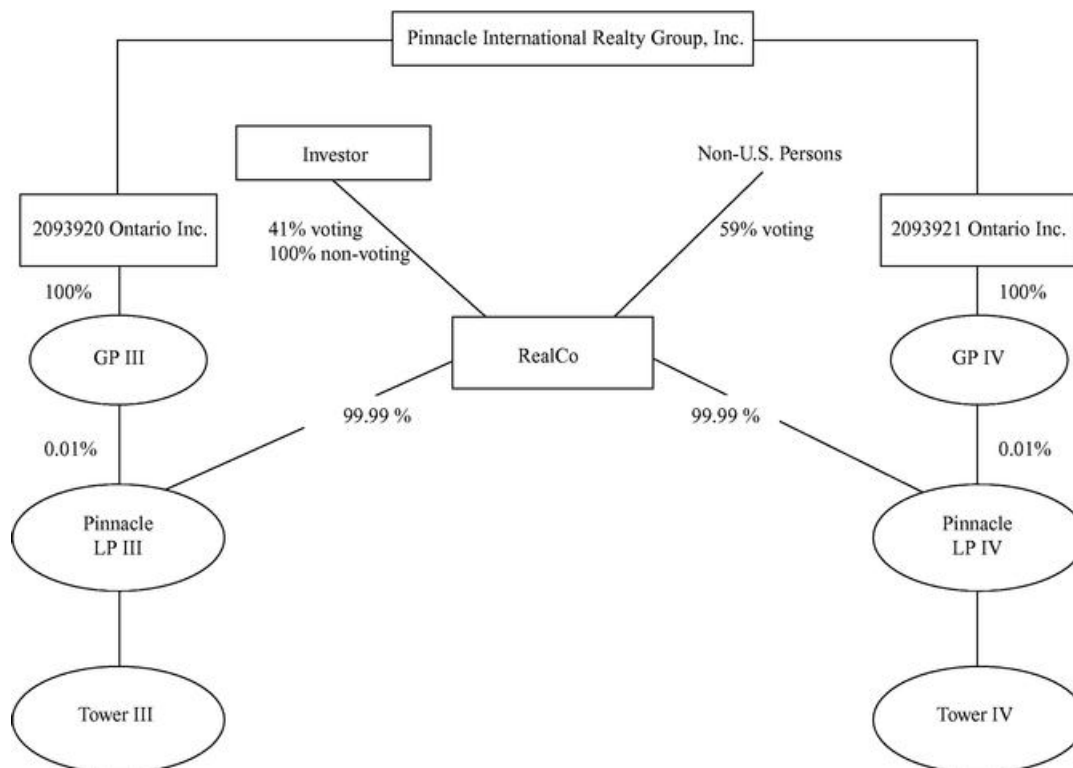 Pinnacle International Realty Group, Inc.
Investor
Non-U.S. Persons
2093920 Ontario Inc.
41% voting
100% non-voting
59% voting
2093921 Ontario Inc.
100%
100%
GP III
RealCo
GP IV
99.99 %
99.99 %
0.01%
0.01%
Pinnacle
LP III
Pinnacle
LP IV
Tower III
Tower IV